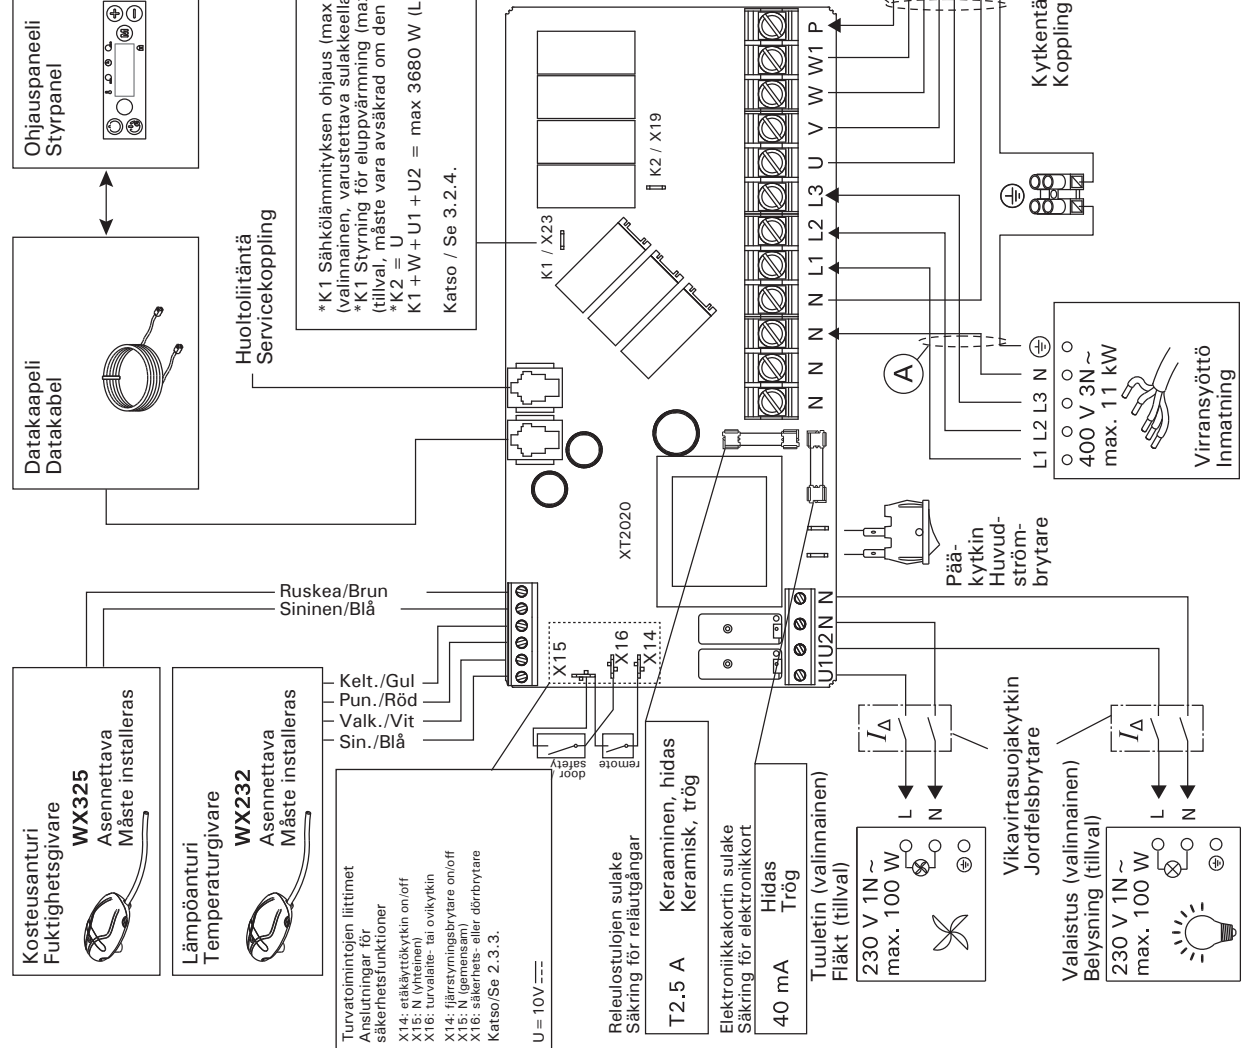 Ohjauspaneeli
Styrpanel
Datakaapeli
Datakabel
Huoltoliitäntä
Servicekoppling
*K1 Sähkölämmityksen ohjaus (max
(valinnainen, varustettava sulakkeella
*K1 Styrning för eluppvärmning (max
(tillval, måste vara avsäkrad om den
*K2 = U
K1 + W + U1 + U2 = max 3680 W (L
Katso / Se 3.2.4.
K1 / X23
K2 / X19
P
W1
W
V
U
L3
L2
L1
N
N
N
N
Kytkentä
Koppling
A
L1 L2 L3 N
400 V 3N~
max. 11 kW
Virransyöttö
Inmatning
XT2020
Pää-
kytkin
Huvud-
ström-
brytare
Kosteusanturi
Fuktighetsgivare
WX325
Asennettava
Måste installeras
Lämpöanturi
Temperaturgivare
WX232
Asennettava
Måste installeras
Ruskea/Brun
Sininen/Blå
Kelt./Gul
Pun./Röd
Valk./Vit
Sin./Blå
X15
X16
X14
U1U2 N N
Turvatoimintojen liittimet
Anslutningar för
säkerhetsfunktioner
X14: etäkäyttökytkin on/off
X15: N (yhteinen)
X16: turvalaite- tai ovikytkin
X14: fjärrstyrningsbrytare on/off
X15: N (gemensam)
X16: säkerhets- eller dörrbrytare
Katso/Se 2.3.3.
U = 10V
door /
safety
remote
Releulostulojen sulake
Säkring för reläutgångar
T2.5 A
Keraaminen, hidas
Keramisk, trög
Elektroniikkakortin sulake
Säkring för elektronikkort
40 mA
Hidas
Trög
Tuuletin (valinnainen)
Fläkt (tillval)
230 V 1N~
max. 100 W
L
N
IΔ
Vikavirtasuojakytkin
Jordfelsbrytare
IΔ
Valaistus (valinnainen)
Belysning (tillval)
230 V 1N~
max. 100 W
L
N